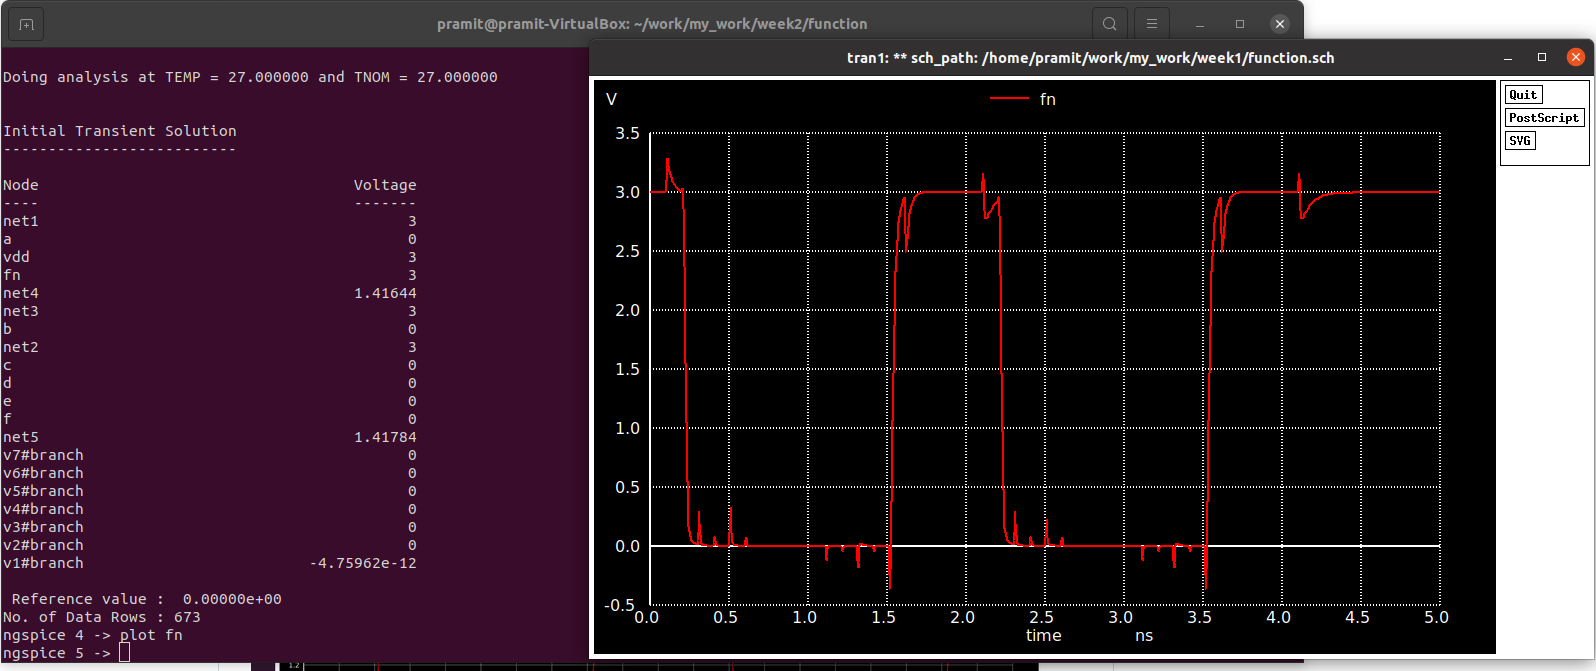 pramit@pramit-VirtualBox: ~/work/my_work/week2/function
Doing analysis at TEMP = 27.000000 and TNOM = 27.000000
Initial Transient Solution
--------------------------
Node Voltage
---- -------
net1 3
a 0
vdd 3
fn 3
net4 1.41644
net3 3
b 0
net2 3
c 0
d 0
e 0
f 0
net5 1.41784
v7#branch 0
v6#branch 0
v5#branch 0
v4#branch 0
v3#branch 0
v2#branch 0
v1#branch -4.75962e-12
Reference value : 0.00000e+00
No. of Data Rows : 673
ngspice 4 -> plot fn
ngspice 5 ->
tran1: ** sch_path: /home/pramit/work/my_work/week1/function.sch
V
fn
3.5
3.0
2.5
2.0
1.5
1.0
0.5
0.0
-0.5
0.0 0.5 1.0 1.5 2.0 2.5 3.0 3.5 4.0 4.5 5.0
time ns
Quit
PostScript
SVG
1.2